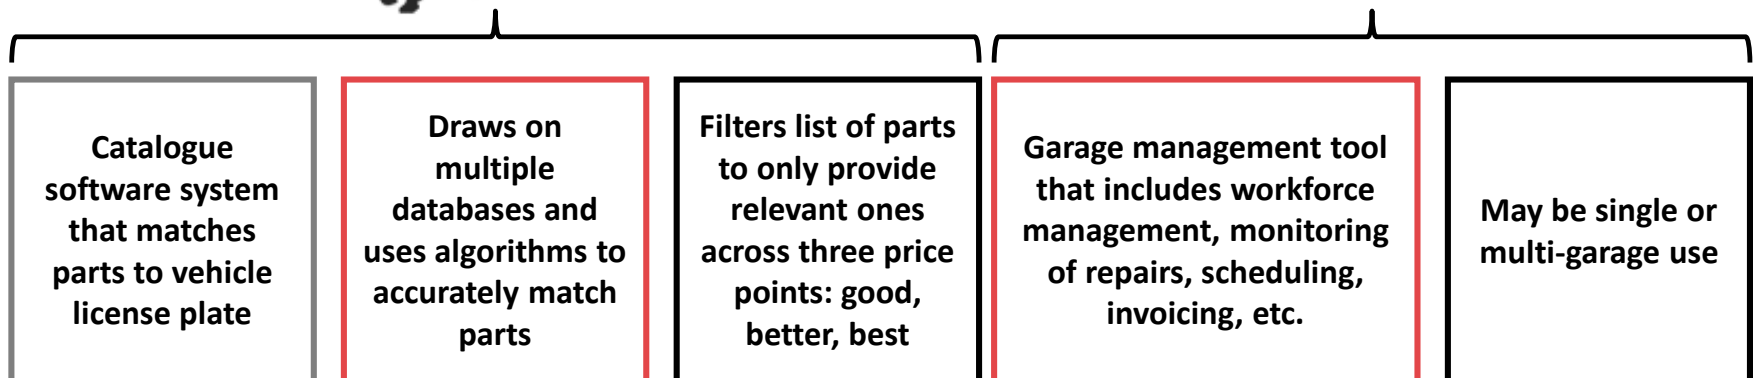 Catalogue
software system
that matches
parts to vehicle
license plate
Draws on
multiple
databases and
uses algorithms to
accurately match
parts
Filters list of parts
to only provide
relevant ones
across three price
points: good,
better, best
Garage management tool
that includes workforce
management, monitoring
of repairs, scheduling,
invoicing, etc.
May be single or
multi-garage use